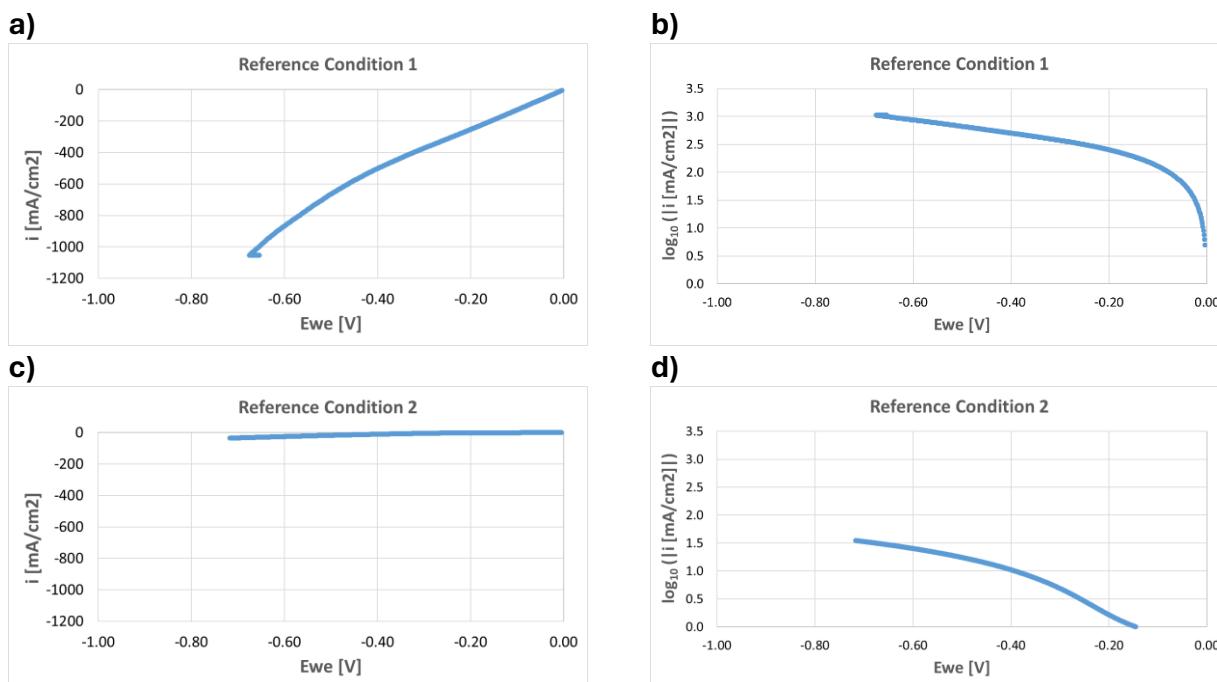 a)
Reference Condition 1
0
-200
-400
-600
-800
-1000
-1200
i [mA/cm2]
-1.00 -0.80 -0.60 -0.40 -0.20 0.00
Ewe [V]
b)
Reference Condition 1
3.5
3.0
2.5
2.0
1.5
1.0
0.5
0.0
log₁₀ (|i [mA/cm2]|)
-1.00 -0.80 -0.60 -0.40 -0.20 0.00
Ewe [V]
c)
Reference Condition 2
0
-200
-400
-600
-800
-1000
-1200
i [mA/cm2]
-1.00 -0.80 -0.60 -0.40 -0.20 0.00
Ewe [V]
d)
Reference Condition 2
3.5
3.0
2.5
2.0
1.5
1.0
0.5
0.0
log₁₀ (|i [mA/cm2]|)
-1.00 -0.80 -0.60 -0.40 -0.20 0.00
Ewe [V]